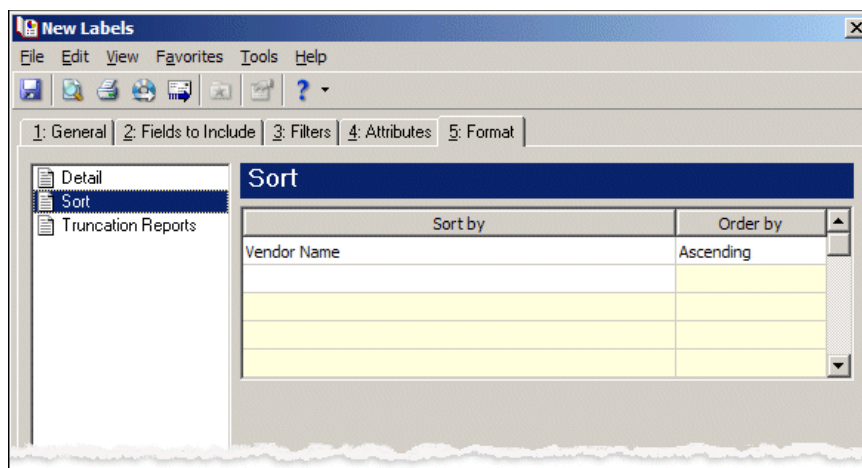 New Labels
File Edit View Favorites Tools Help
?
1: General 2: Fields to Include 3: Filters 4: Attributes 5: Format
Detail
Sort
Truncation Reports
Sort
Sort by Order by
Vendor Name Ascending